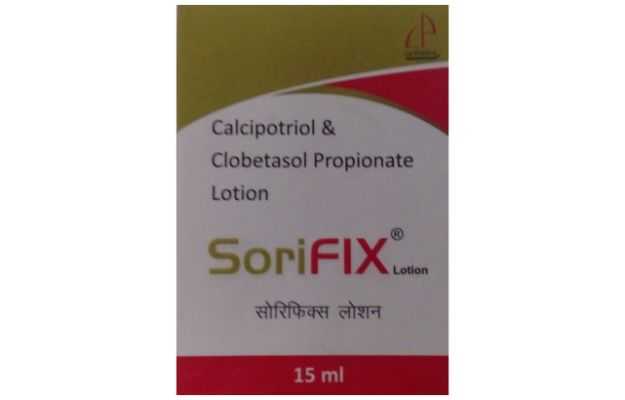 Calcipotriol &
Clobetasol Propionate
Lotion
SoriFIX® Lotion
सोरिफिक्स लोशन
15 ml